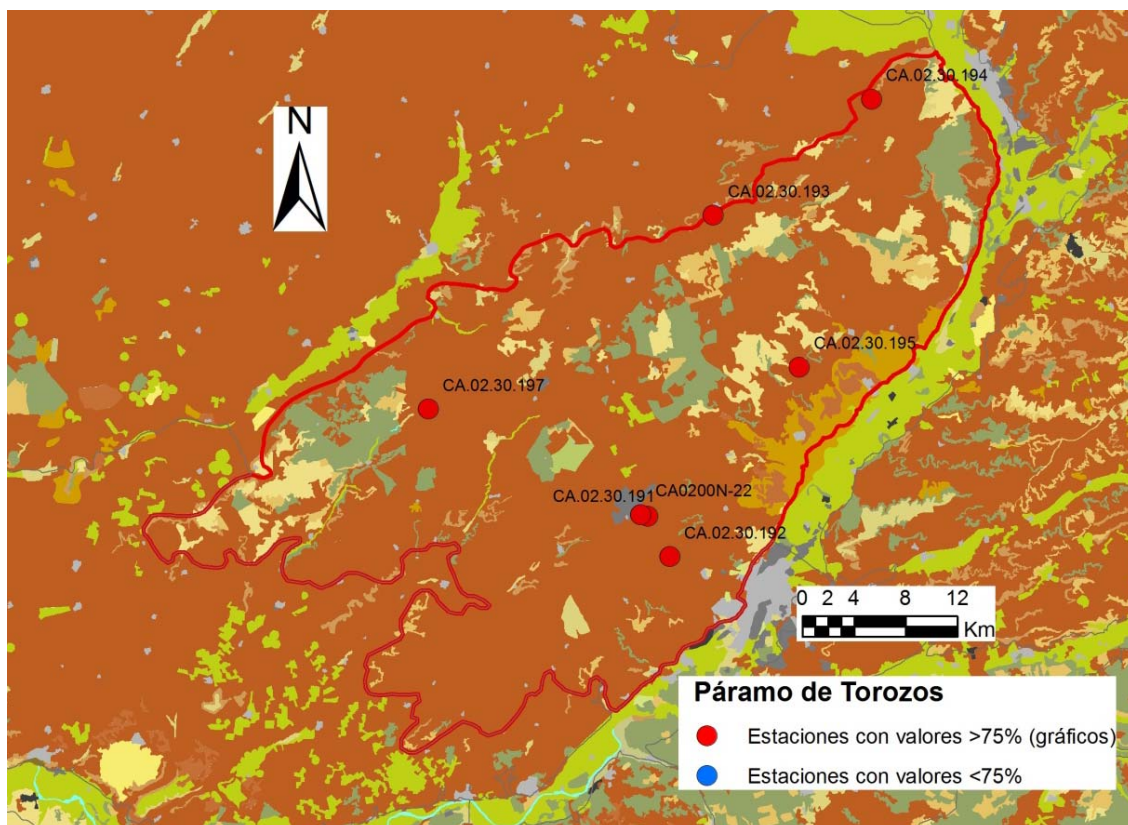 CA.02.30.194
N
CA.02.30.193
CA.02.30.195
CA.02.30.197
CA.02.30.191 CA0200N-22
CA.02.30.192
0 2 4 8 12
Km
Páramo de Torozos
Estaciones con valores >75% (gráficos)
Estaciones con valores <75%